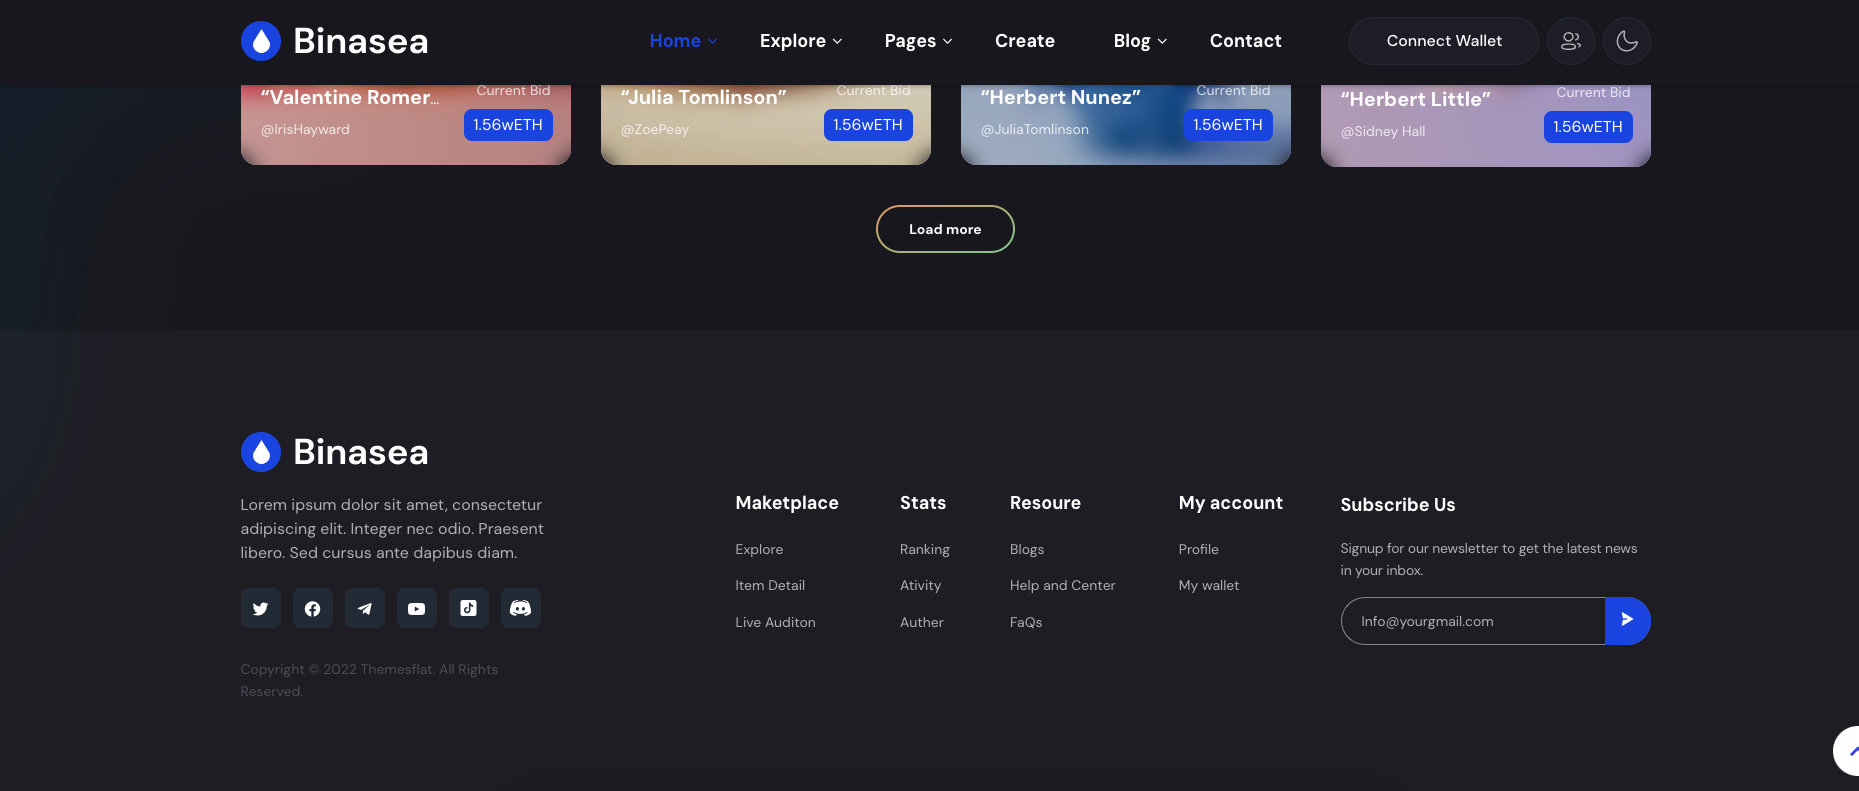 Binasea
Home Explore Pages Create Blog Contact
Connect Wallet
“Valentine Romer... Current Bid
@IrisHayward 1.56wETH
“Julia Tomlinson” Current Bid
@ZoePeay 1.56wETH
“Herbert Nunez” Current Bid
@JuliaTomlinson 1.56wETH
“Herbert Little” Current Bid
@Sidney Hall 1.56wETH
Load more
Binasea
Lorem ipsum dolor sit amet, consectetur
adipiscing elit. Integer nec odio. Praesent
libero. Sed cursus ante dapibus diam.
Copyright © 2022 Themesflat. All Rights
Reserved.
Maketplace
Explore
Item Detail
Live Auditon
Stats
Ranking
Ativity
Auther
Resoure
Blogs
Help and Center
FaQs
My account
Profile
My wallet
Subscribe Us
Signup for our newsletter to get the latest news
in your inbox.
Info@yourgmail.com